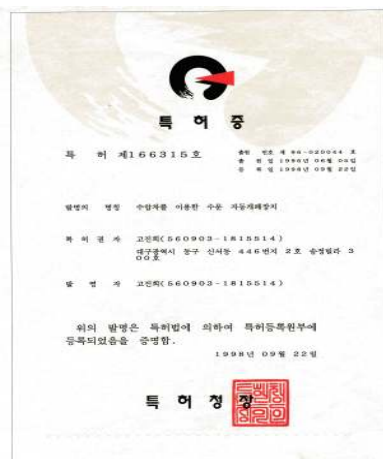 특허증
특 허 제166315호
출원 번호 제 96-020044 호
출 원 일 1996년 06월 05일
등 록 일 1998년 09월 22일
발명의 명칭 수압차를 이용한 수문 자동개폐장치
특 허 권 자 고진희(560903-1815514)
대구광역시 동구 신서동 446번지 2호 송정빌라 3
00호
발 명 자 고진희(560903-1815514)
위의 발명은 특허법에 의하여 특허등록원부에
등록되었음을 증명함.
1998년 09월 22일
특허청장